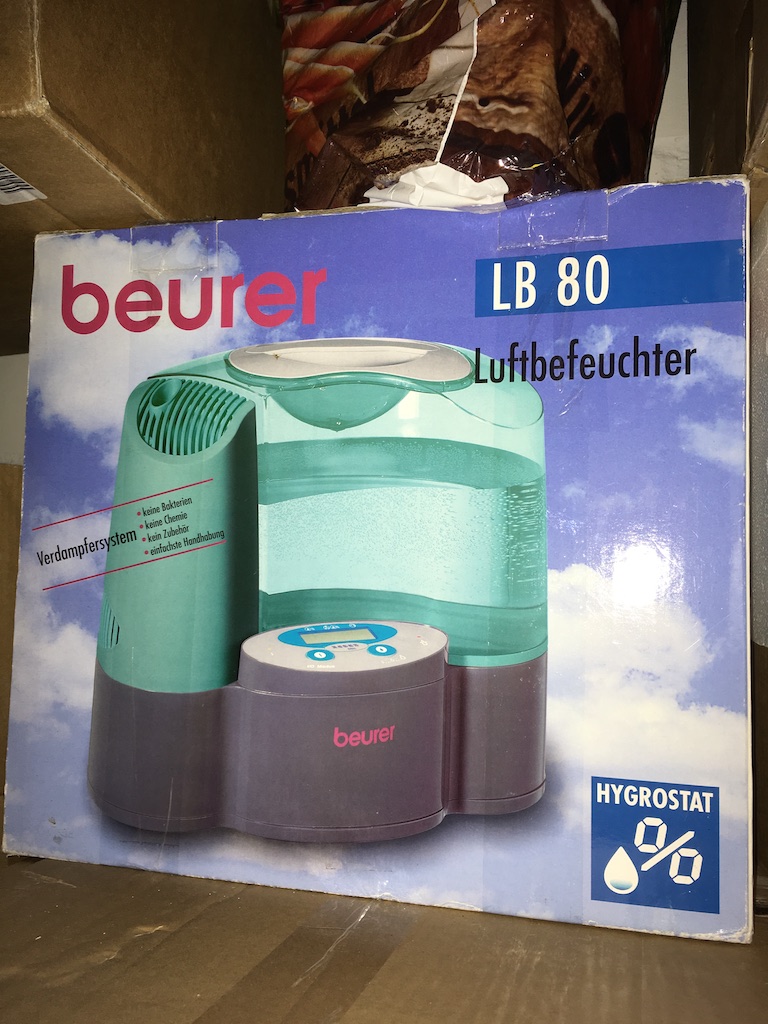 beurer
LB 80
Luftbefeuchter
Verdampfersystem
• keine Bakterien
• keine Chemie
• kein Zubehör
• einfachste Handhabung
beurer
HYGROSTAT
%